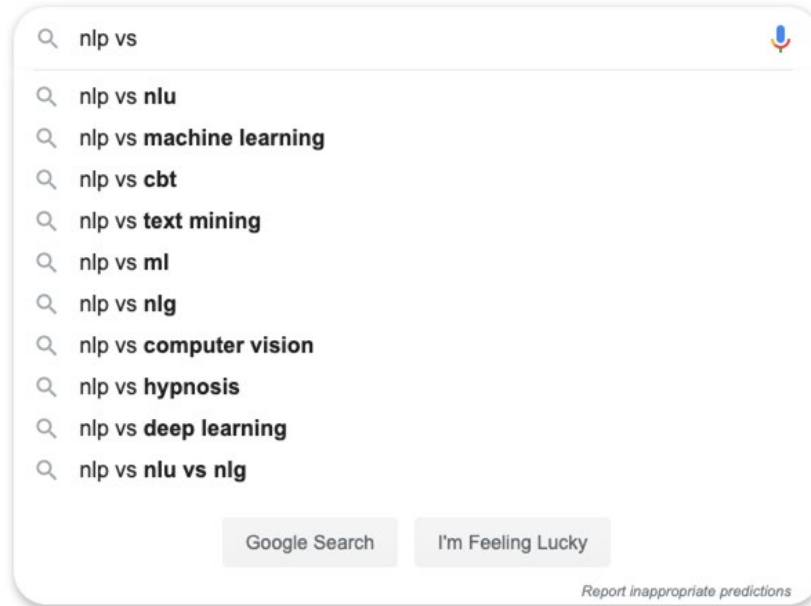 nlp vs
nlp vs nlu
nlp vs machine learning
nlp vs cbt
nlp vs text mining
nlp vs ml
nlp vs nlg
nlp vs computer vision
nlp vs hypnosis
nlp vs deep learning
nlp vs nlu vs nlg
Google Search I'm Feeling Lucky
Report inappropriate predictions